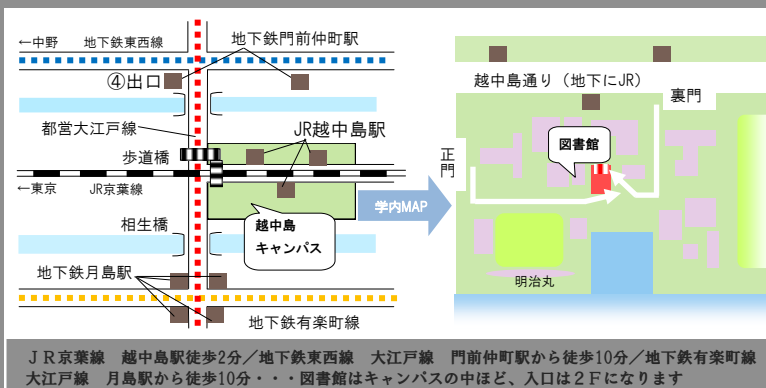 ←中野 地下鉄東西線
地下鉄門前仲町駅
④出口
都営大江戸線
JR越中島駅
歩道橋
←東京 JR京葉線
相生橋
越中島
キャンパス
地下鉄月島駅
地下鉄有楽町線
学内MAP
越中島通り（地下にJR）
裏門
図書館
正門
明治丸
ＪＲ京葉線 越中島駅徒歩2分／地下鉄東西線 大江戸線 門前仲町駅から徒歩10分／地下鉄有楽町線
大江戸線 月島駅から徒歩10分・・・図書館はキャンパスの中ほど、入口は２Ｆになります